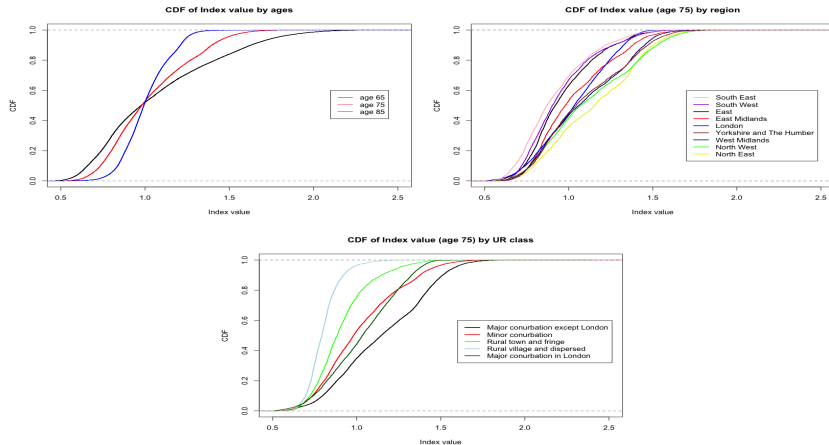 CDF of Index value by ages
CDF
0.0
0.2
0.4
0.6
0.8
1.0
age 65
age 75
age 85
0.5
1.0
1.5
2.0
2.5
Index value
CDF of Index value (age 75) by region
CDF
0.0
0.2
0.4
0.6
0.8
1.0
South East
South West
East
East Midlands
London
Yorkshire and The Humber
West Midlands
North West
North East
0.5
1.0
1.5
2.0
2.5
Index value
CDF of Index value (age 75) by UR class
CDF
0.0
0.2
0.4
0.6
0.8
1.0
Major conurbation except London
Minor conurbation
Rural town and fringe
Rural village and dispersed
Major conurbation in London
0.5
1.0
1.5
2.0
2.5
Index value